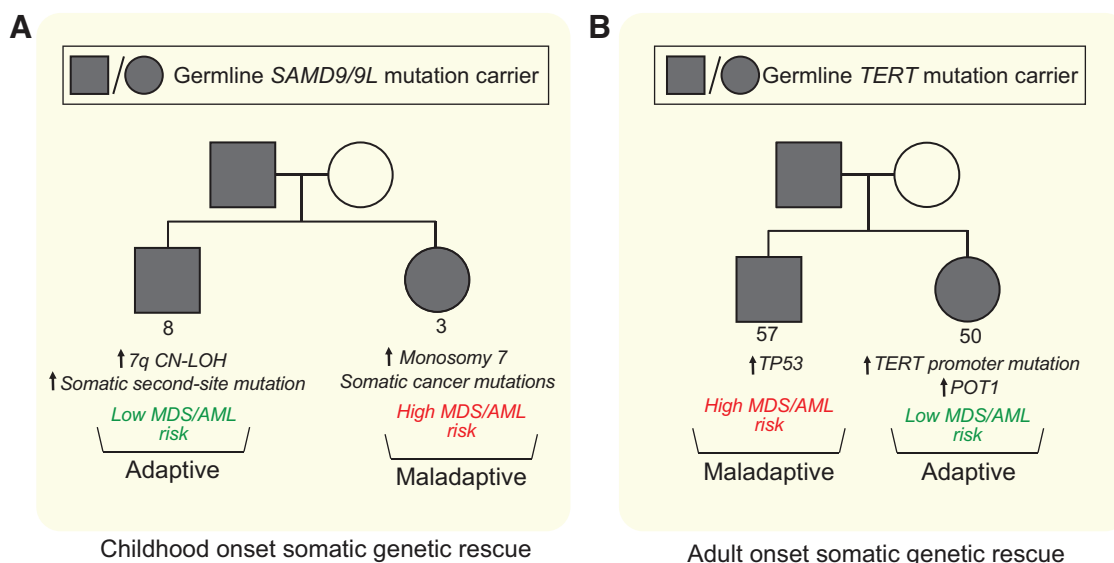 A
Germline SAMD9/9L mutation carrier
8
↑ 7q CN-LOH
↑ Somatic second-site mutation
Low MDS/AML
risk
Adaptive
3
↑ Monosomy 7
Somatic cancer mutations
High MDS/AML
risk
Maladaptive
Childhood onset somatic genetic rescue
B
Germline TERT mutation carrier
57
↑ TP53
High MDS/AML
risk
Maladaptive
50
↑ TERT promoter mutation
↑ POT1
Low MDS/AML
risk
Adaptive
Adult onset somatic genetic rescue